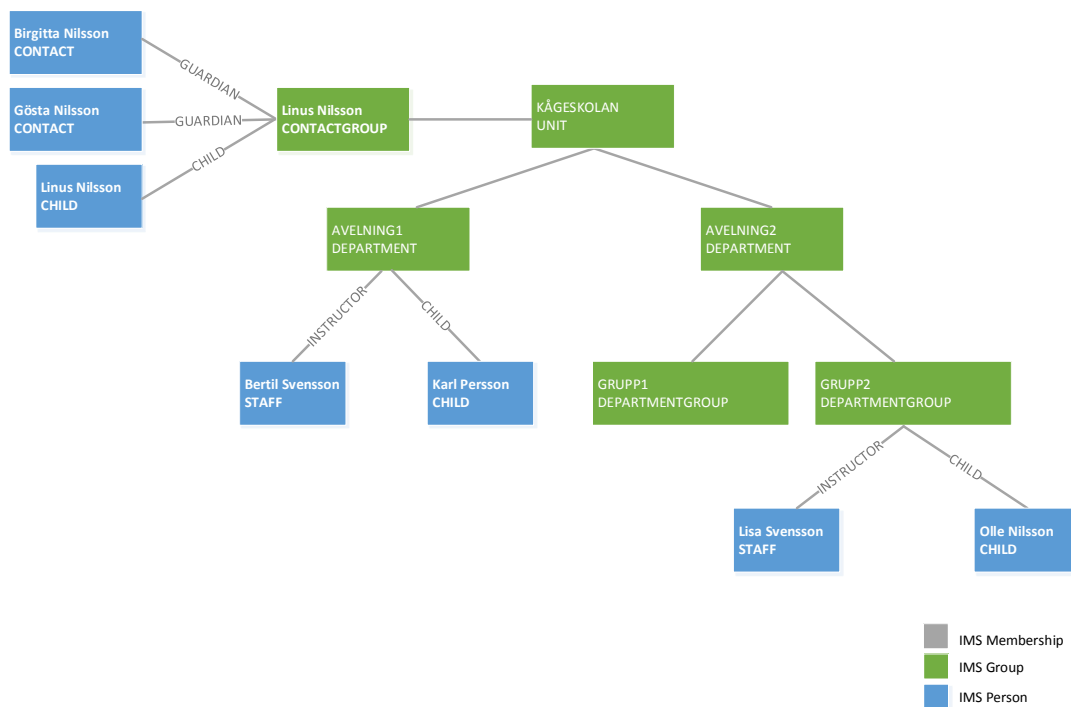 Birgitta Nilsson
CONTACT
GUARDIAN
Gösta Nilsson
CONTACT
GUARDIAN
Linus Nilsson
CONTACTGROUP
KÅGESKOLAN
UNIT
Linus Nilsson
CHILD
CHILD
AVELNING1
DEPARTMENT
AVELNING2
DEPARTMENT
INSTRUCTOR
CHILD
Bertil Svensson
STAFF
Karl Persson
CHILD
GRUPP1
DEPARTMENTGROUP
GRUPP2
DEPARTMENTGROUP
INSTRUCTOR
CHILD
Lisa Svensson
STAFF
Olle Nilsson
CHILD
IMS Membership
IMS Group
IMS Person